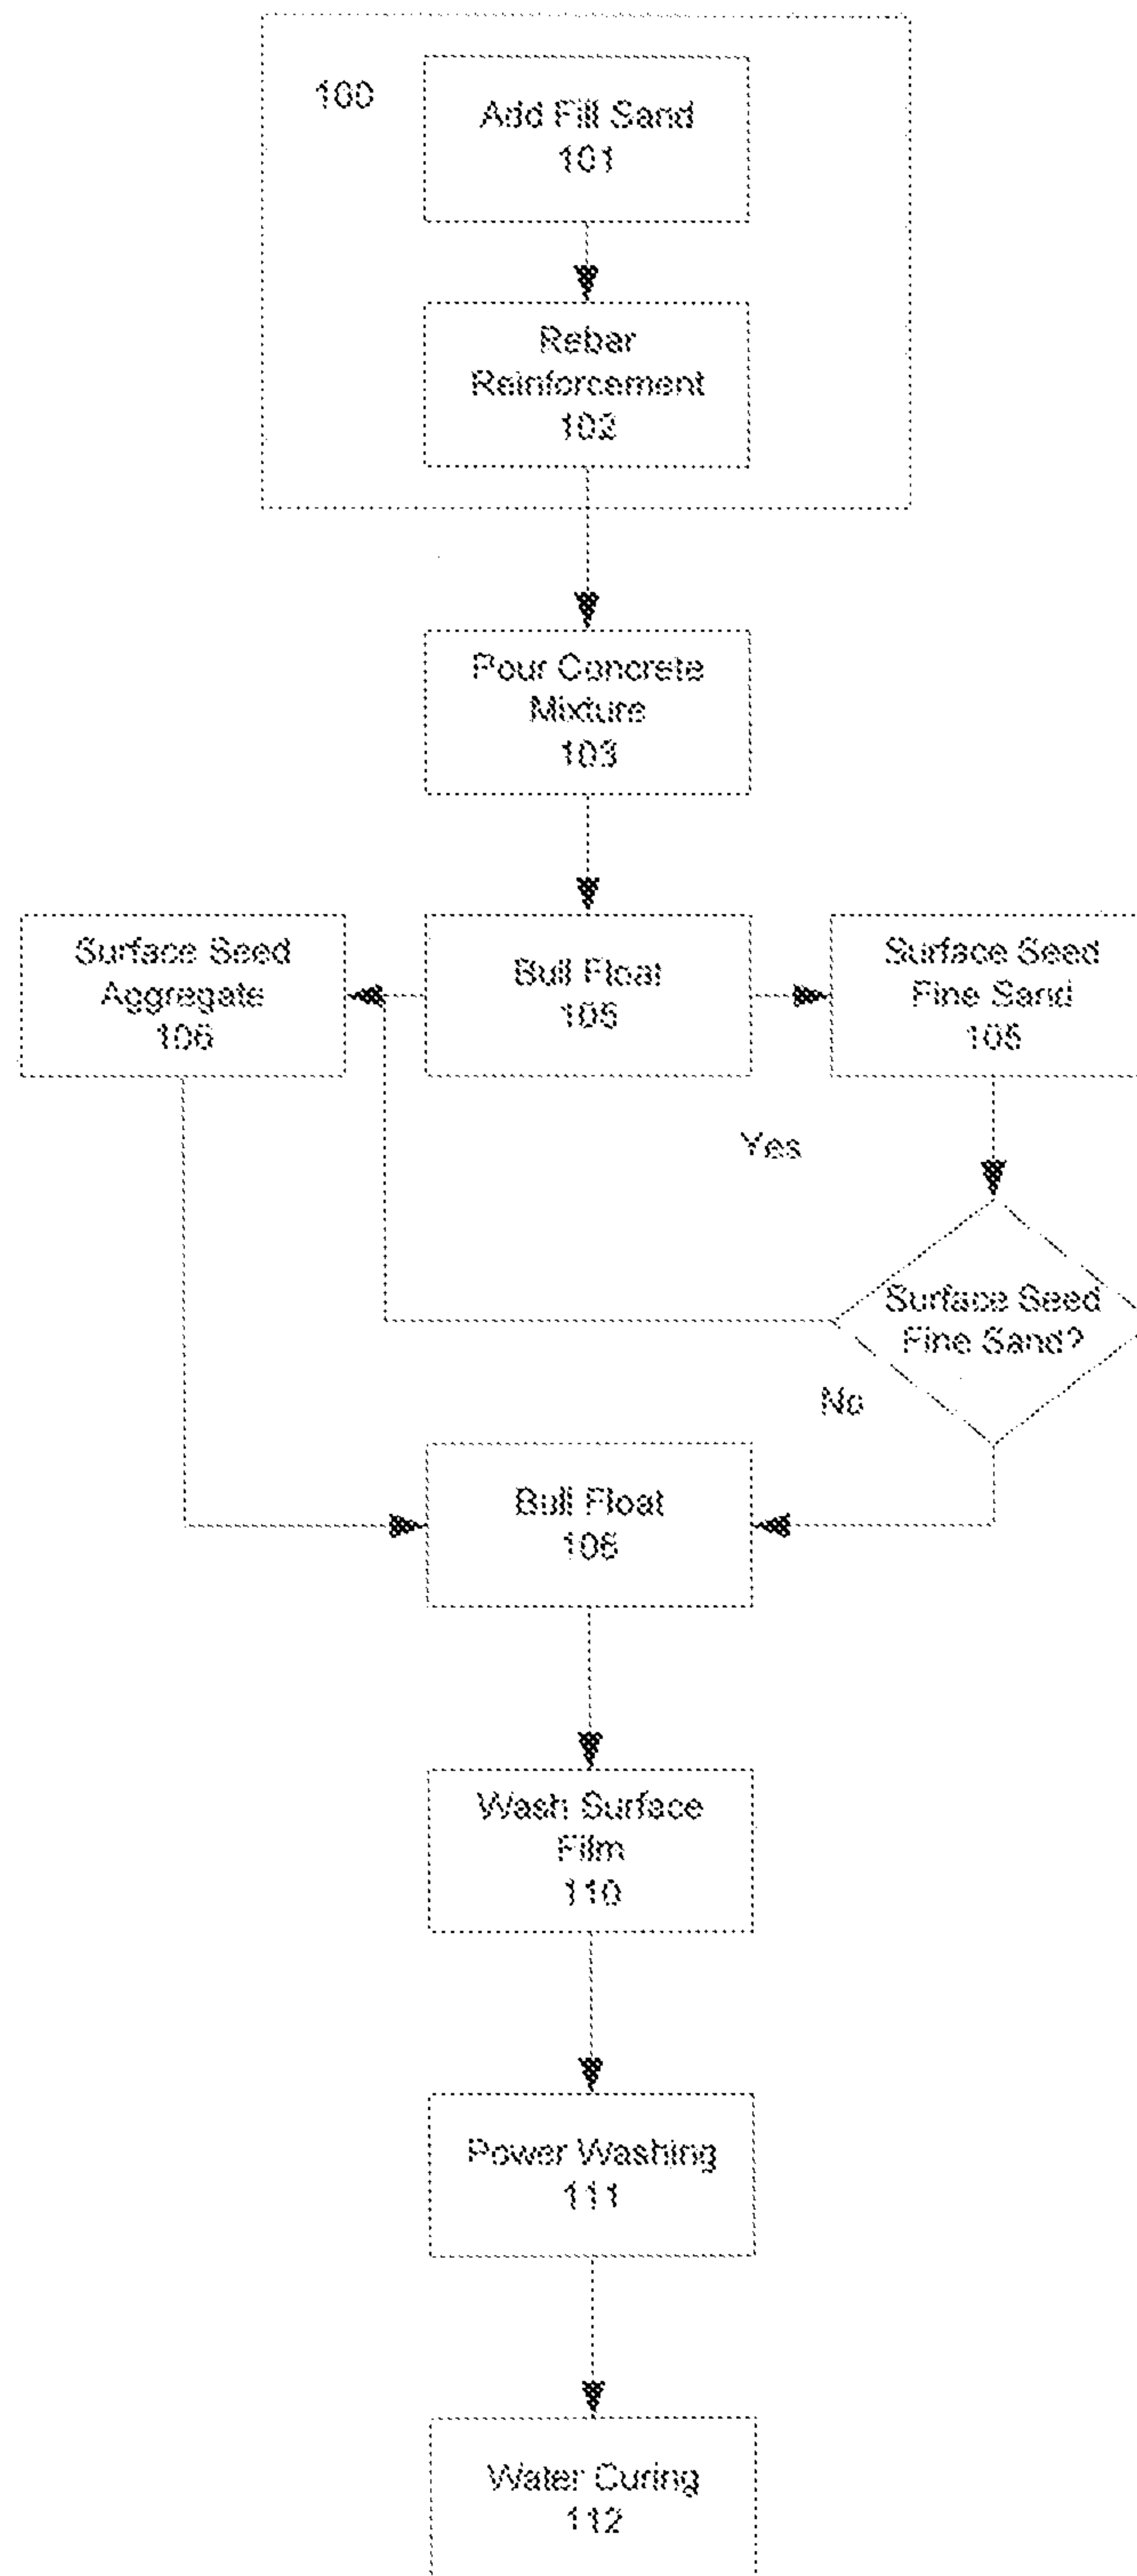 100
Add Fill Sand
101
Rebar
Reinforcement
102
Pour Concrete
Mixture
103
Surface Seed
Aggregate
106
Bull Float
106
Surface Seed
Fine Sand
105
Yes
Surface Seed
Fine Sand?
No
Bull Float
106
Wash Surface
Film
110
Power Washing
111
Water Curing
112